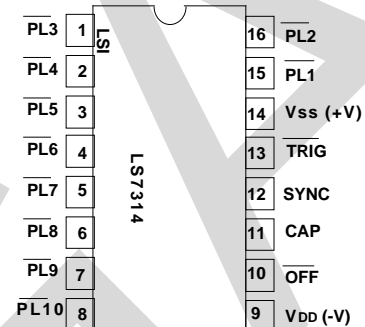 PL3 1 16 PL2
PL4 2 15 PL1
PL5 3 14 Vss (+V)
PL6 4 13 TRIG
PL7 5 12 SYNC
PL8 6 11 CAP
PL9 7 10 OFF
PL10 8 9 VDD (-V)
LSI
LS7314